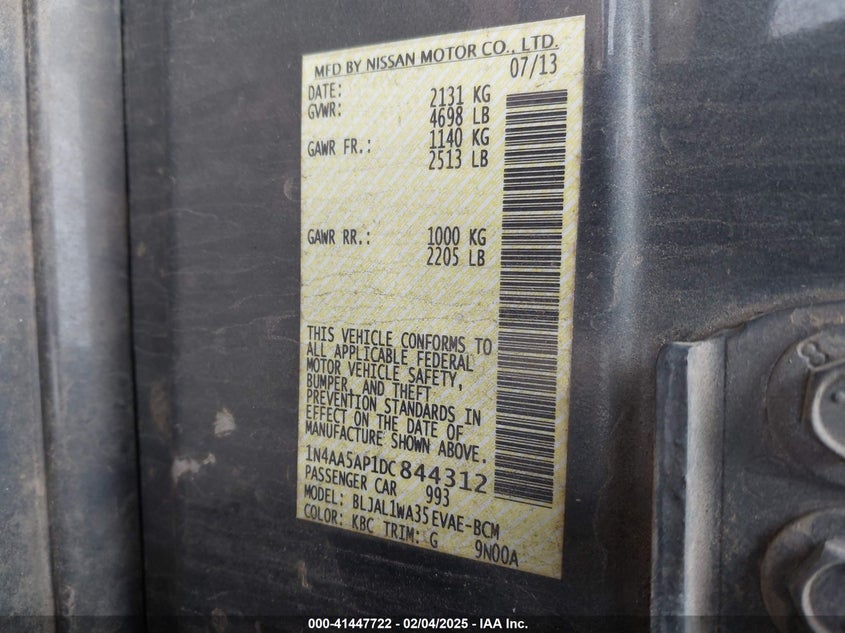 MFD BY NISSAN MOTOR CO., LTD.
DATE: 07/13
GVWR: 2131 KG
4698 LB
GAWR FR.: 1140 KG
2513 LB
GAWR RR.: 1000 KG
2205 LB
THIS VEHICLE CONFORMS TO
ALL APPLICABLE FEDERAL
MOTOR VEHICLE SAFETY,
BUMPER, AND THEFT
PREVENTION STANDARDS IN
EFFECT ON THE DATE OF
MANUFACTURE SHOWN ABOVE.
1N4AA5AP1DC844312
PASSENGER CAR 993
MODEL: BLJAL1WA35EVAE-BCM
COLOR: KBC TRIM: G 9N00A
000-41447722 - 02/04/2025 - IAA Inc.